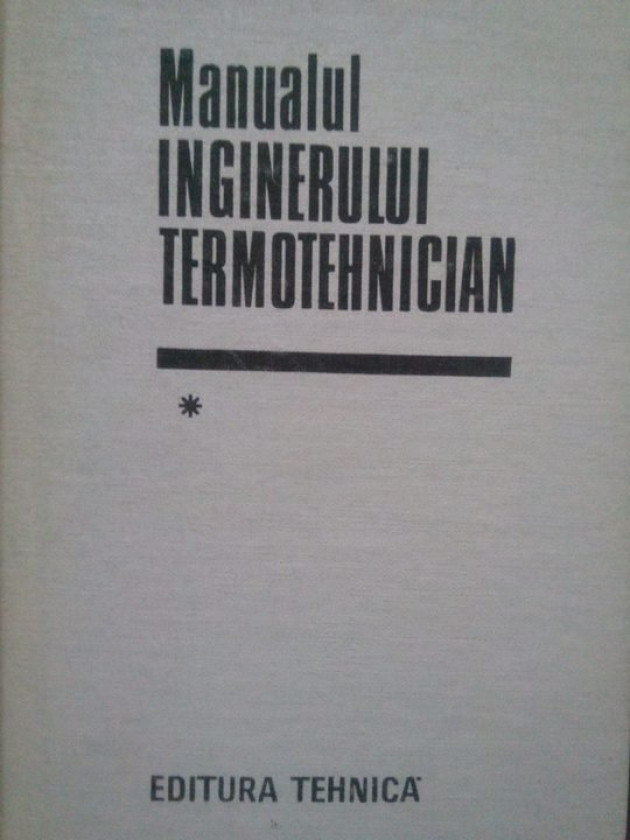 Manualul
INGINERULUI
TERMOTEHNICIAN
*
EDITURA TEHNICĂ